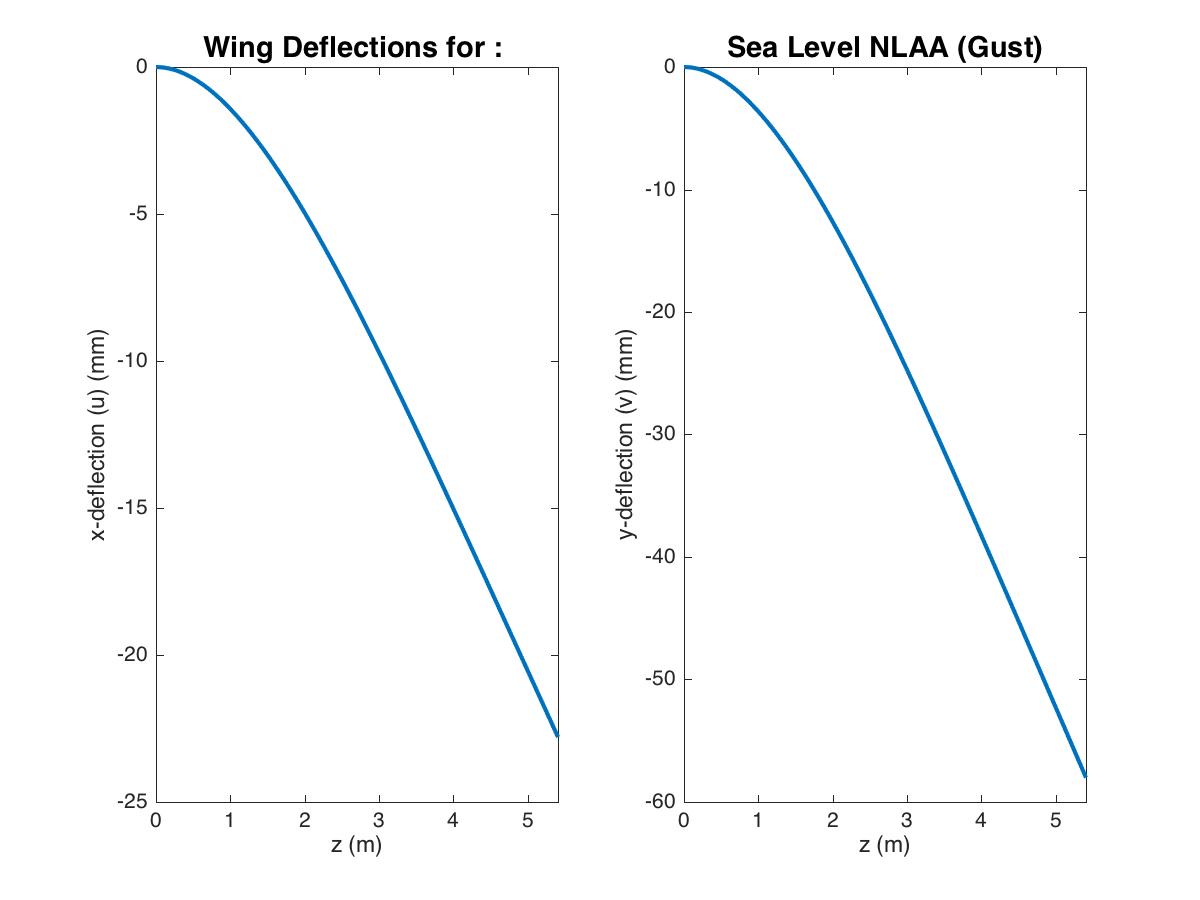 Wing Deflections for :
0
-5
-10
-15
-20
-25
x-deflection (u) (mm)
0 1 2 3 4 5
z (m)
Sea Level NLAA (Gust)
0
-10
-20
-30
-40
-50
-60
y-deflection (v) (mm)
0 1 2 3 4 5
z (m)